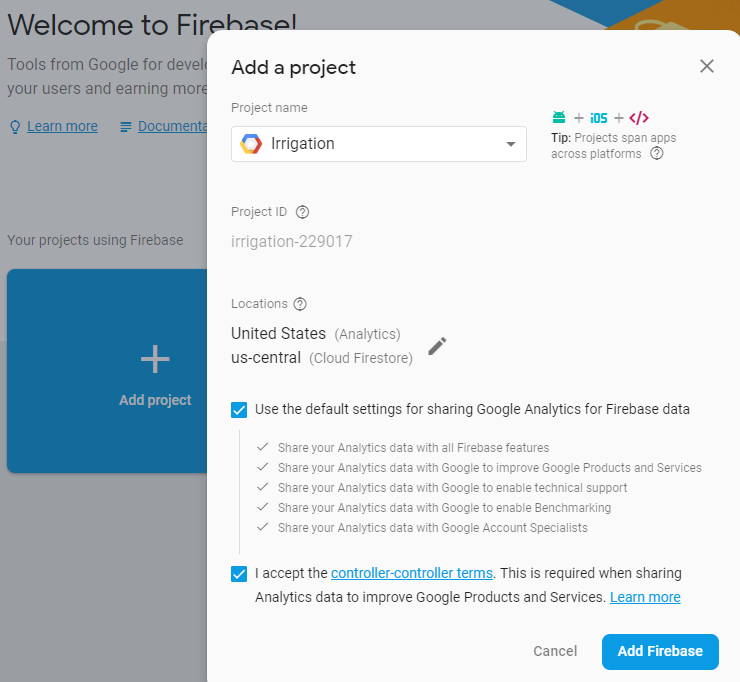 Welcome to Firebase!
Tools from Google for develo
your users and earning more
Learn more
Documenta
Your projects using Firebase
Add project
Add a project
Project name
Irrigation
+ iOS + </>
Tip: Projects span apps
across platforms
Project ID
irrigation-229017
Locations
United States (Analytics)
us-central (Cloud Firestore)
Use the default settings for sharing Google Analytics for Firebase data
Share your Analytics data with all Firebase features
Share your Analytics data with Google to improve Google Products and Services
Share your Analytics data with Google to enable technical support
Share your Analytics data with Google to enable Benchmarking
Share your Analytics data with Google Account Specialists
I accept the controller-controller terms. This is required when sharing
Analytics data to improve Google Products and Services. Learn more
Cancel
Add Firebase